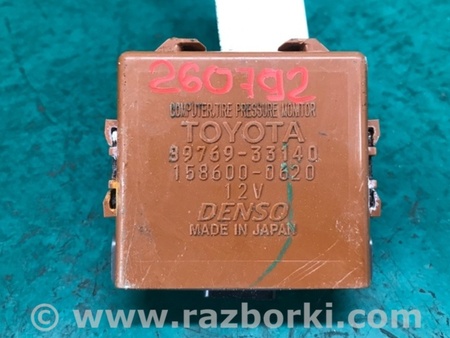 260792
COMPUTER,TIRE PRESSURE MONITOR
TOYOTA
89769-33140
158600-0620
12V
DENSO
MADE IN JAPAN
© www.razborki.com/